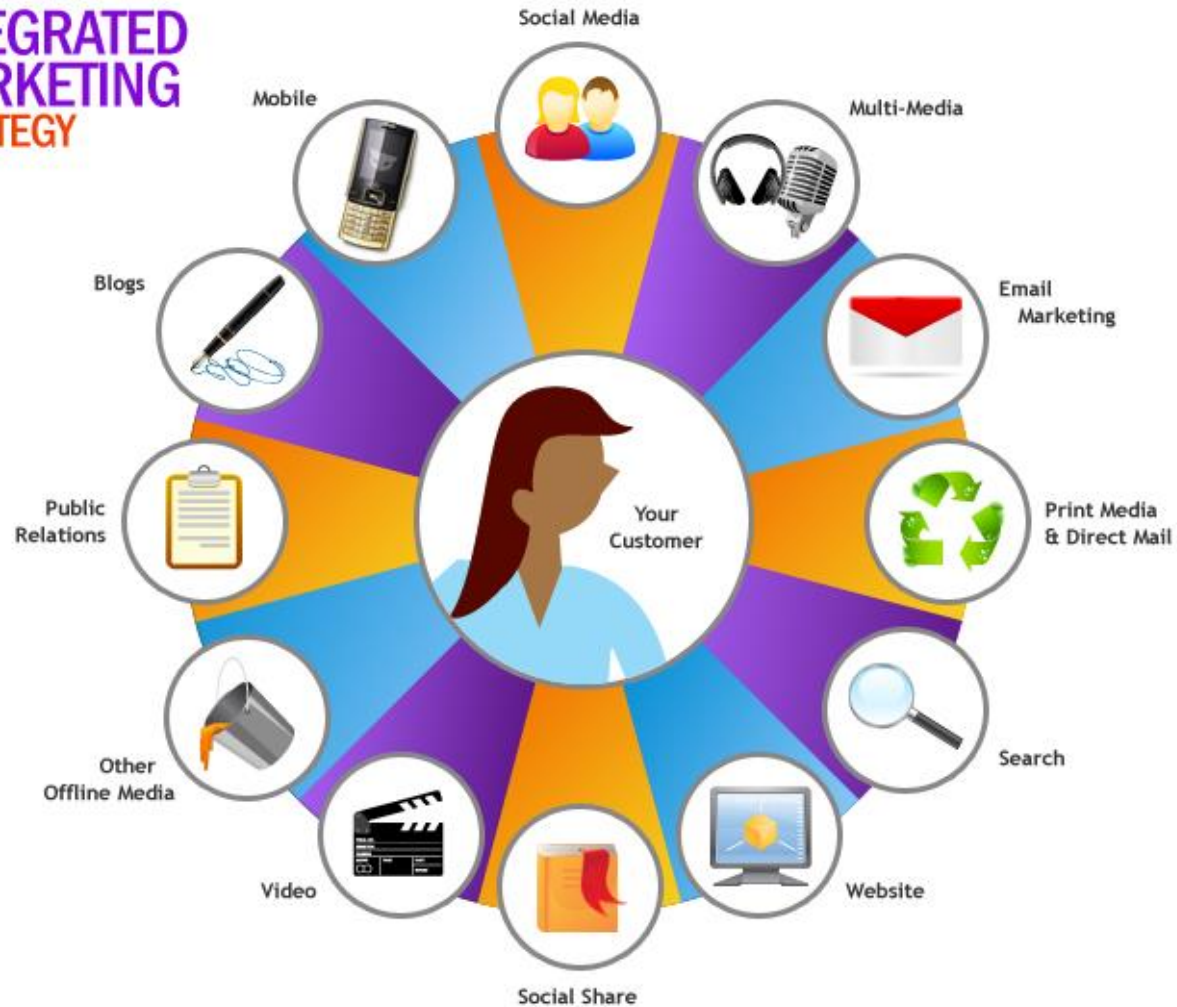 EGRATED
RKETING
TEGY
Social Media
Mobile
Multi-Media
Blogs
Email
Marketing
Public
Relations
Your
Customer
Print Media
& Direct Mail
Other
Offline Media
Search
Video
Website
Social Share